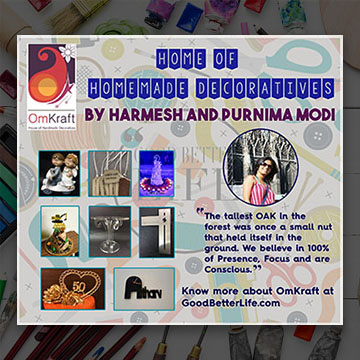 HOME OF
HOMEMADE DECORATIVES
BY HARMESH AND PURNIMA MODI
OmKraft
House of Handmade Decoratives
"The tallest OAK in the
forest was once a small nut
that held itself in the
ground. We believe in 100%
of Presence, Focus and are
Conscious."
50
Atharv
Know more about OmKraft at
GoodBetterLife.com